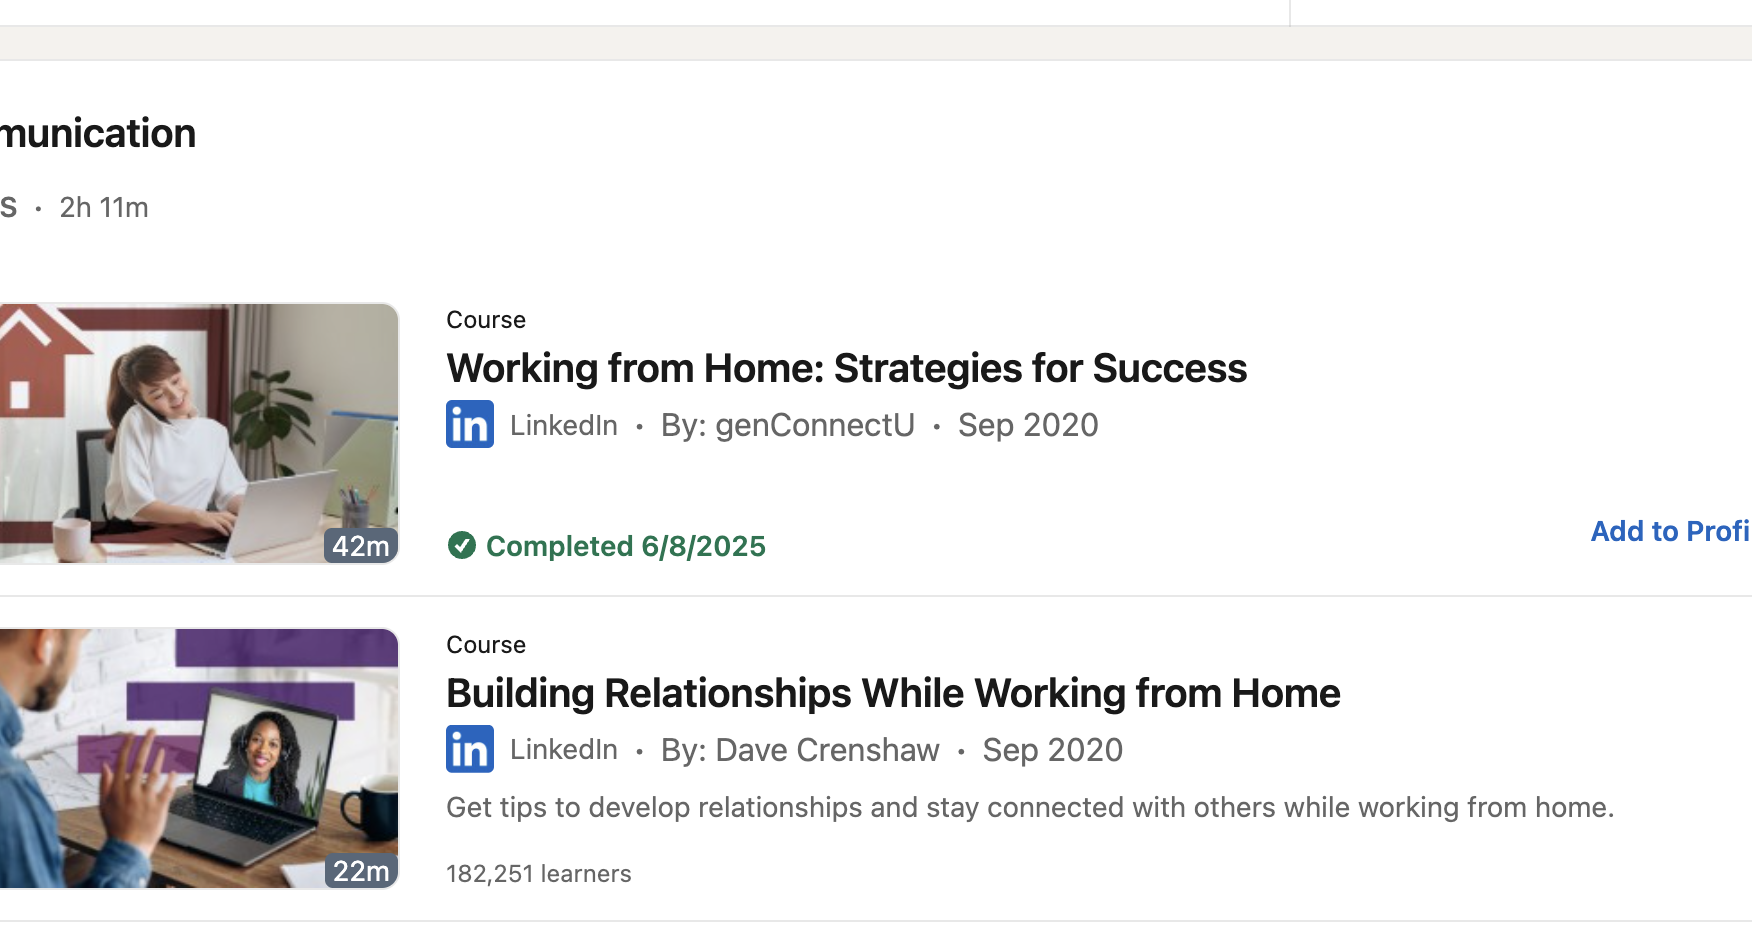 munication
S · 2h 11m
Course
Working from Home: Strategies for Success
in LinkedIn · By: genConnectU · Sep 2020
Completed 6/8/2025
Add to Profi
42m
Course
Building Relationships While Working from Home
in LinkedIn · By: Dave Crenshaw · Sep 2020
Get tips to develop relationships and stay connected with others while working from home.
182,251 learners
22m